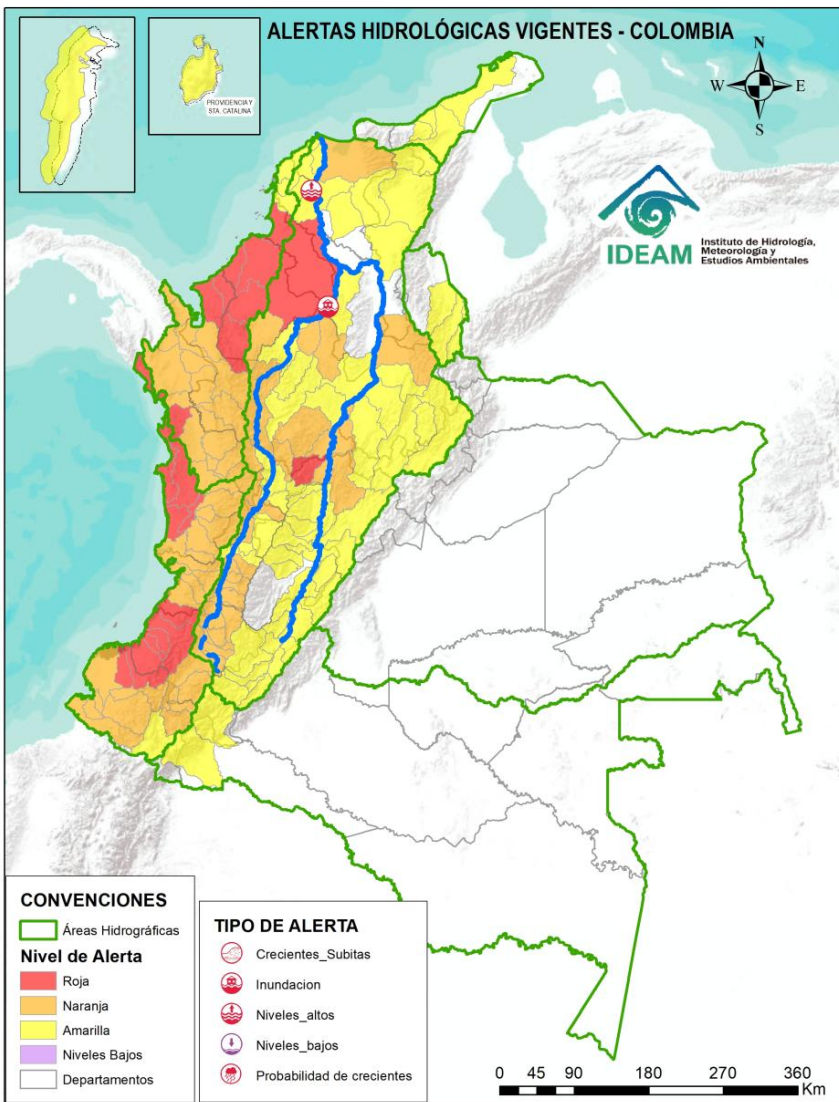 ALERTAS HIDROLÓGICAS VIGENTES - COLOMBIA
PROVIDENCIA Y
STA. CATALINA
N
W
E
S
IDEAM
Instituto de Hidrología,
Meteorología y
Estudios Ambientales
CONVENCIONES
Áreas Hidrográficas
Nivel de Alerta
Roja
Naranja
Amarilla
Niveles Bajos
Departamentos
TIPO DE ALERTA
Crecientes_Subitas
Inundacion
Niveles_altos
Niveles_bajos
Probabilidad de crecientes
0 45 90 180 270 360
Km